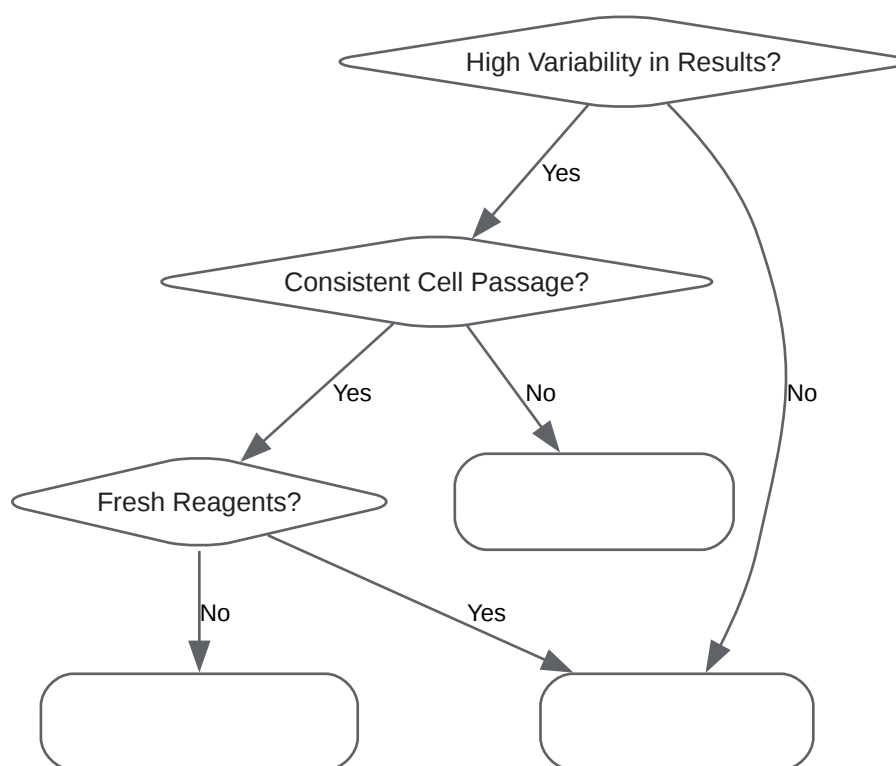 High Variability in Results?
Yes
Consistent Cell Passage?
Yes
No
No
Fresh Reagents?
No
Yes